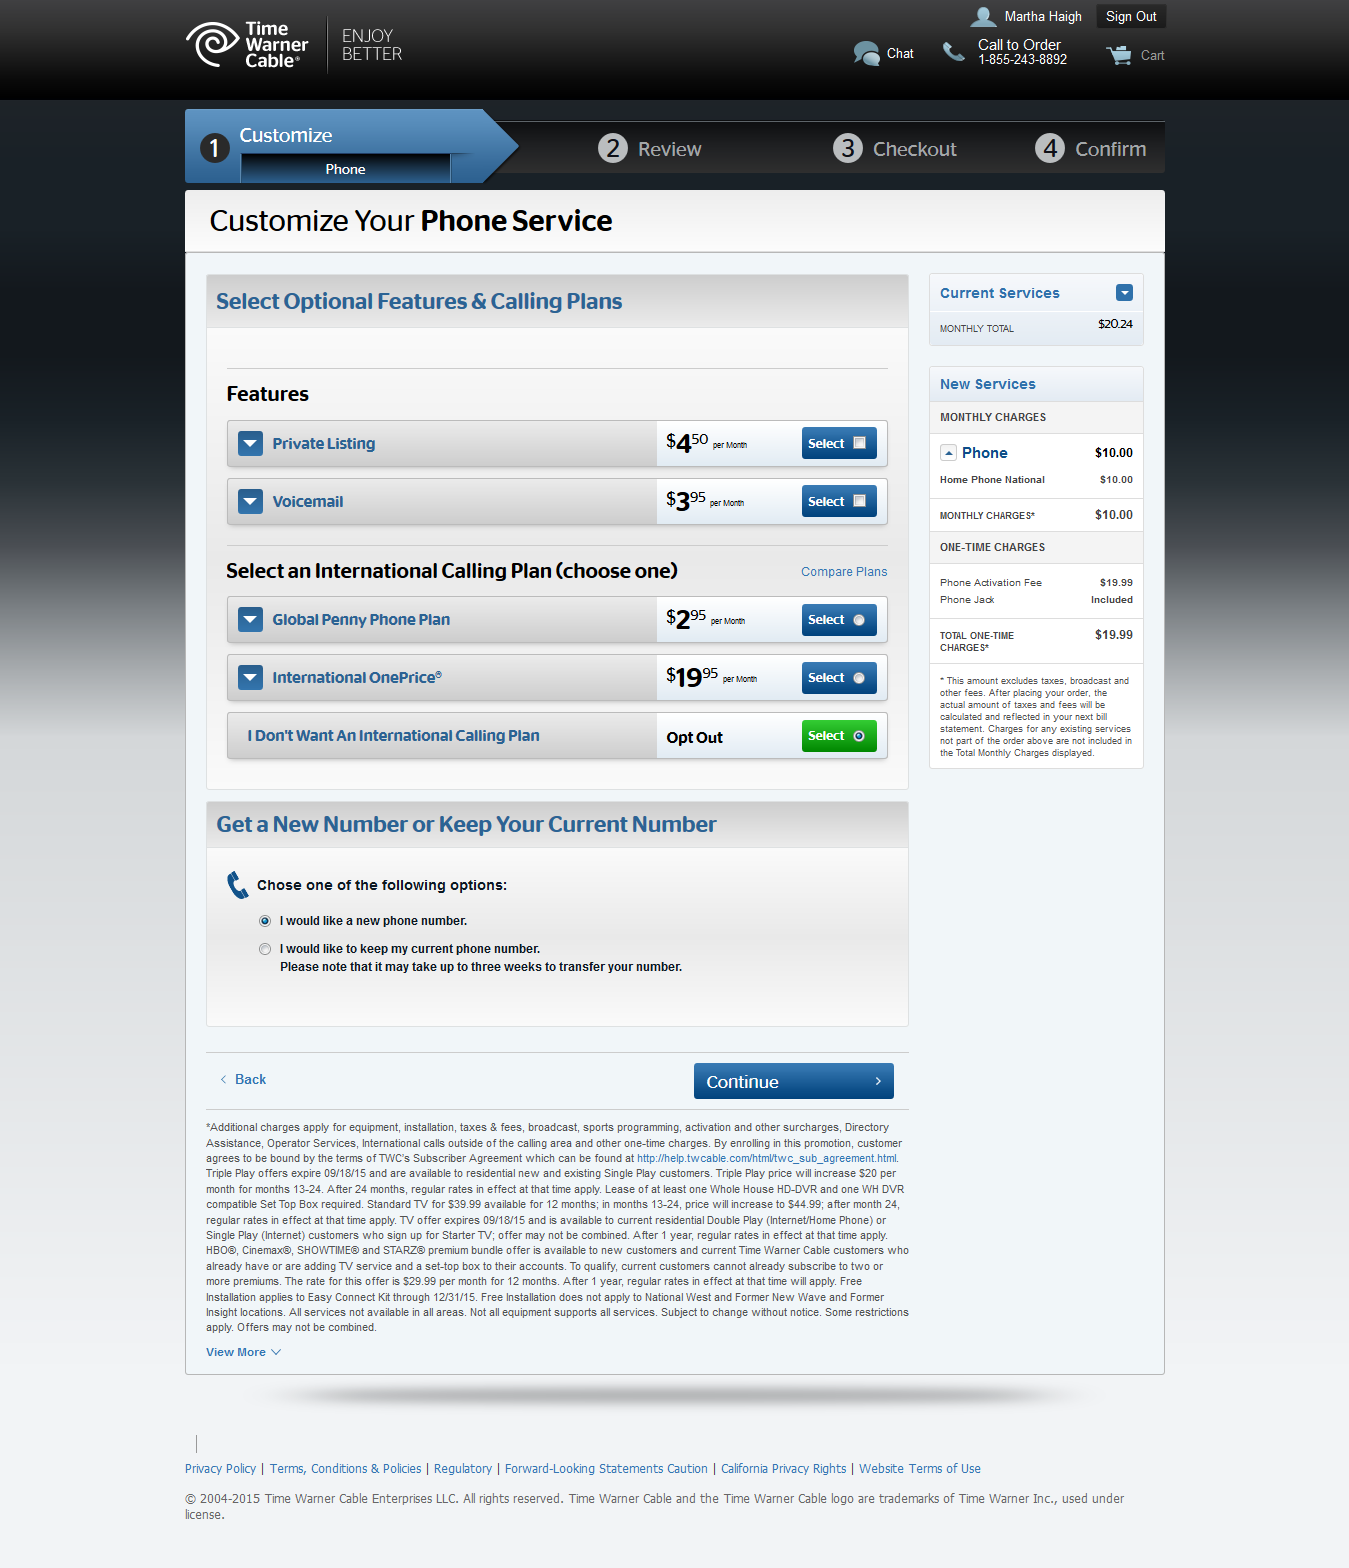 Time
Warner
Cable®
ENJOY
BETTER
Martha Haigh
Sign Out
Chat
Call to Order
1-855-243-8892
Cart
1
Customize
Phone
2 Review
3 Checkout
4 Confirm
Customize Your Phone Service
Select Optional Features & Calling Plans
Features
Private Listing
$4 50 per Month
Select
Voicemail
$3 95 per Month
Select
Select an International Calling Plan (choose one)
Compare Plans
Global Penny Phone Plan
$2 95 per Month
Select
International OnePrice®
$19 95 per Month
Select
I Don't Want An International Calling Plan
Opt Out
Select
Get a New Number or Keep Your Current Number
Chose one of the following options:
I would like a new phone number.
I would like to keep my current phone number.
Please note that it may take up to three weeks to transfer your number.
Back
Continue
*Additional charges apply for equipment, installation, taxes & fees, broadcast, sports programming, activation and other surcharges, Directory
Assistance, Operator Services, International calls outside of the calling area and other one-time charges. By enrolling in this promotion, customer
agrees to be bound by the terms of TWC's Subscriber Agreement which can be found at http://help.twcable.com/html/twc_sub_agreement.html.
Triple Play offers expire 09/18/15 and are available to residential new and existing Single Play customers. Triple Play price will increase $20 per
month for months 13-24. After 24 months, regular rates in effect at that time apply. Lease of at least one Whole House HD-DVR and one WH DVR
compatible Set Top Box required. Standard TV for $39.99 available for 12 months; in months 13-24, price will increase to $44.99; after month 24,
regular rates in effect at that time apply. TV offer expires 09/18/15 and is available to current residential Double Play (Internet/Home Phone) or
Single Play (Internet) customers who sign up for Starter TV; offer may not be combined. After 1 year, regular rates in effect at that time apply.
HBO®, Cinemax®, SHOWTIME® and STARZ® premium bundle offer is available to new customers and current Time Warner Cable customers who
already have or are adding TV service and a set-top box to their accounts. To qualify, current customers cannot already subscribe to two or
more premiums. The rate for this offer is $29.99 per month for 12 months. After 1 year, regular rates in effect at that time will apply. Free
Installation applies to Easy Connect Kit through 12/31/15. Free Installation does not apply to National West and Former New Wave and Former
Insight locations. All services not available in all areas. Not all equipment supports all services. Subject to change without notice. Some restrictions
apply. Offers may not be combined.
View More
Current Services
MONTHLY TOTAL $20.24
New Services
MONTHLY CHARGES
Phone $10.00
Home Phone National $10.00
MONTHLY CHARGES* $10.00
ONE-TIME CHARGES
Phone Activation Fee $19.99
Phone Jack Included
TOTAL ONE-TIME $19.99
CHARGES*
* This amount excludes taxes, broadcast and
other fees. After placing your order, the
actual amount of taxes and fees will be
calculated and reflected in your next bill
statement. Charges for any existing services
not part of the order above are not included in
the Total Monthly Charges displayed.
Privacy Policy | Terms, Conditions & Policies | Regulatory | Forward-Looking Statements Caution | California Privacy Rights | Website Terms of Use
© 2004-2015 Time Warner Cable Enterprises LLC. All rights reserved. Time Warner Cable and the Time Warner Cable logo are trademarks of Time Warner Inc., used under
license.